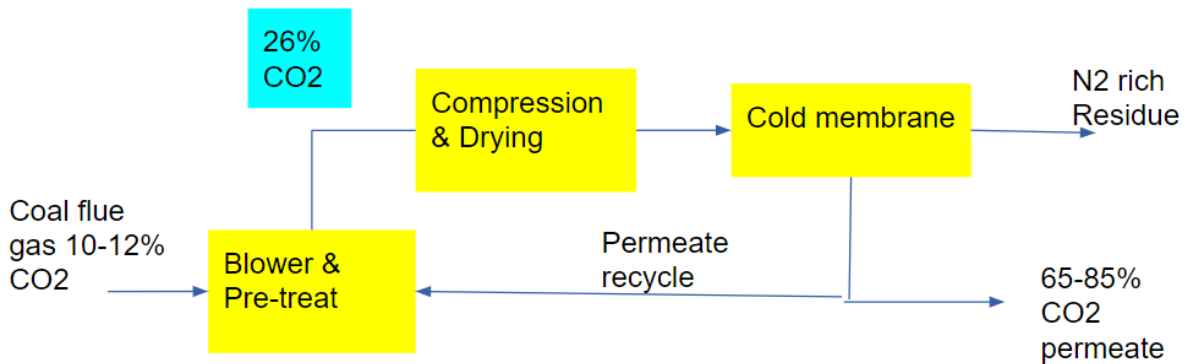 26%
CO2
Compression
& Drying
Cold membrane
N2 rich
Residue
Coal flue
gas 10-12%
CO2
Blower &
Pre-treat
Permeate
recycle
65-85%
CO2
permeate